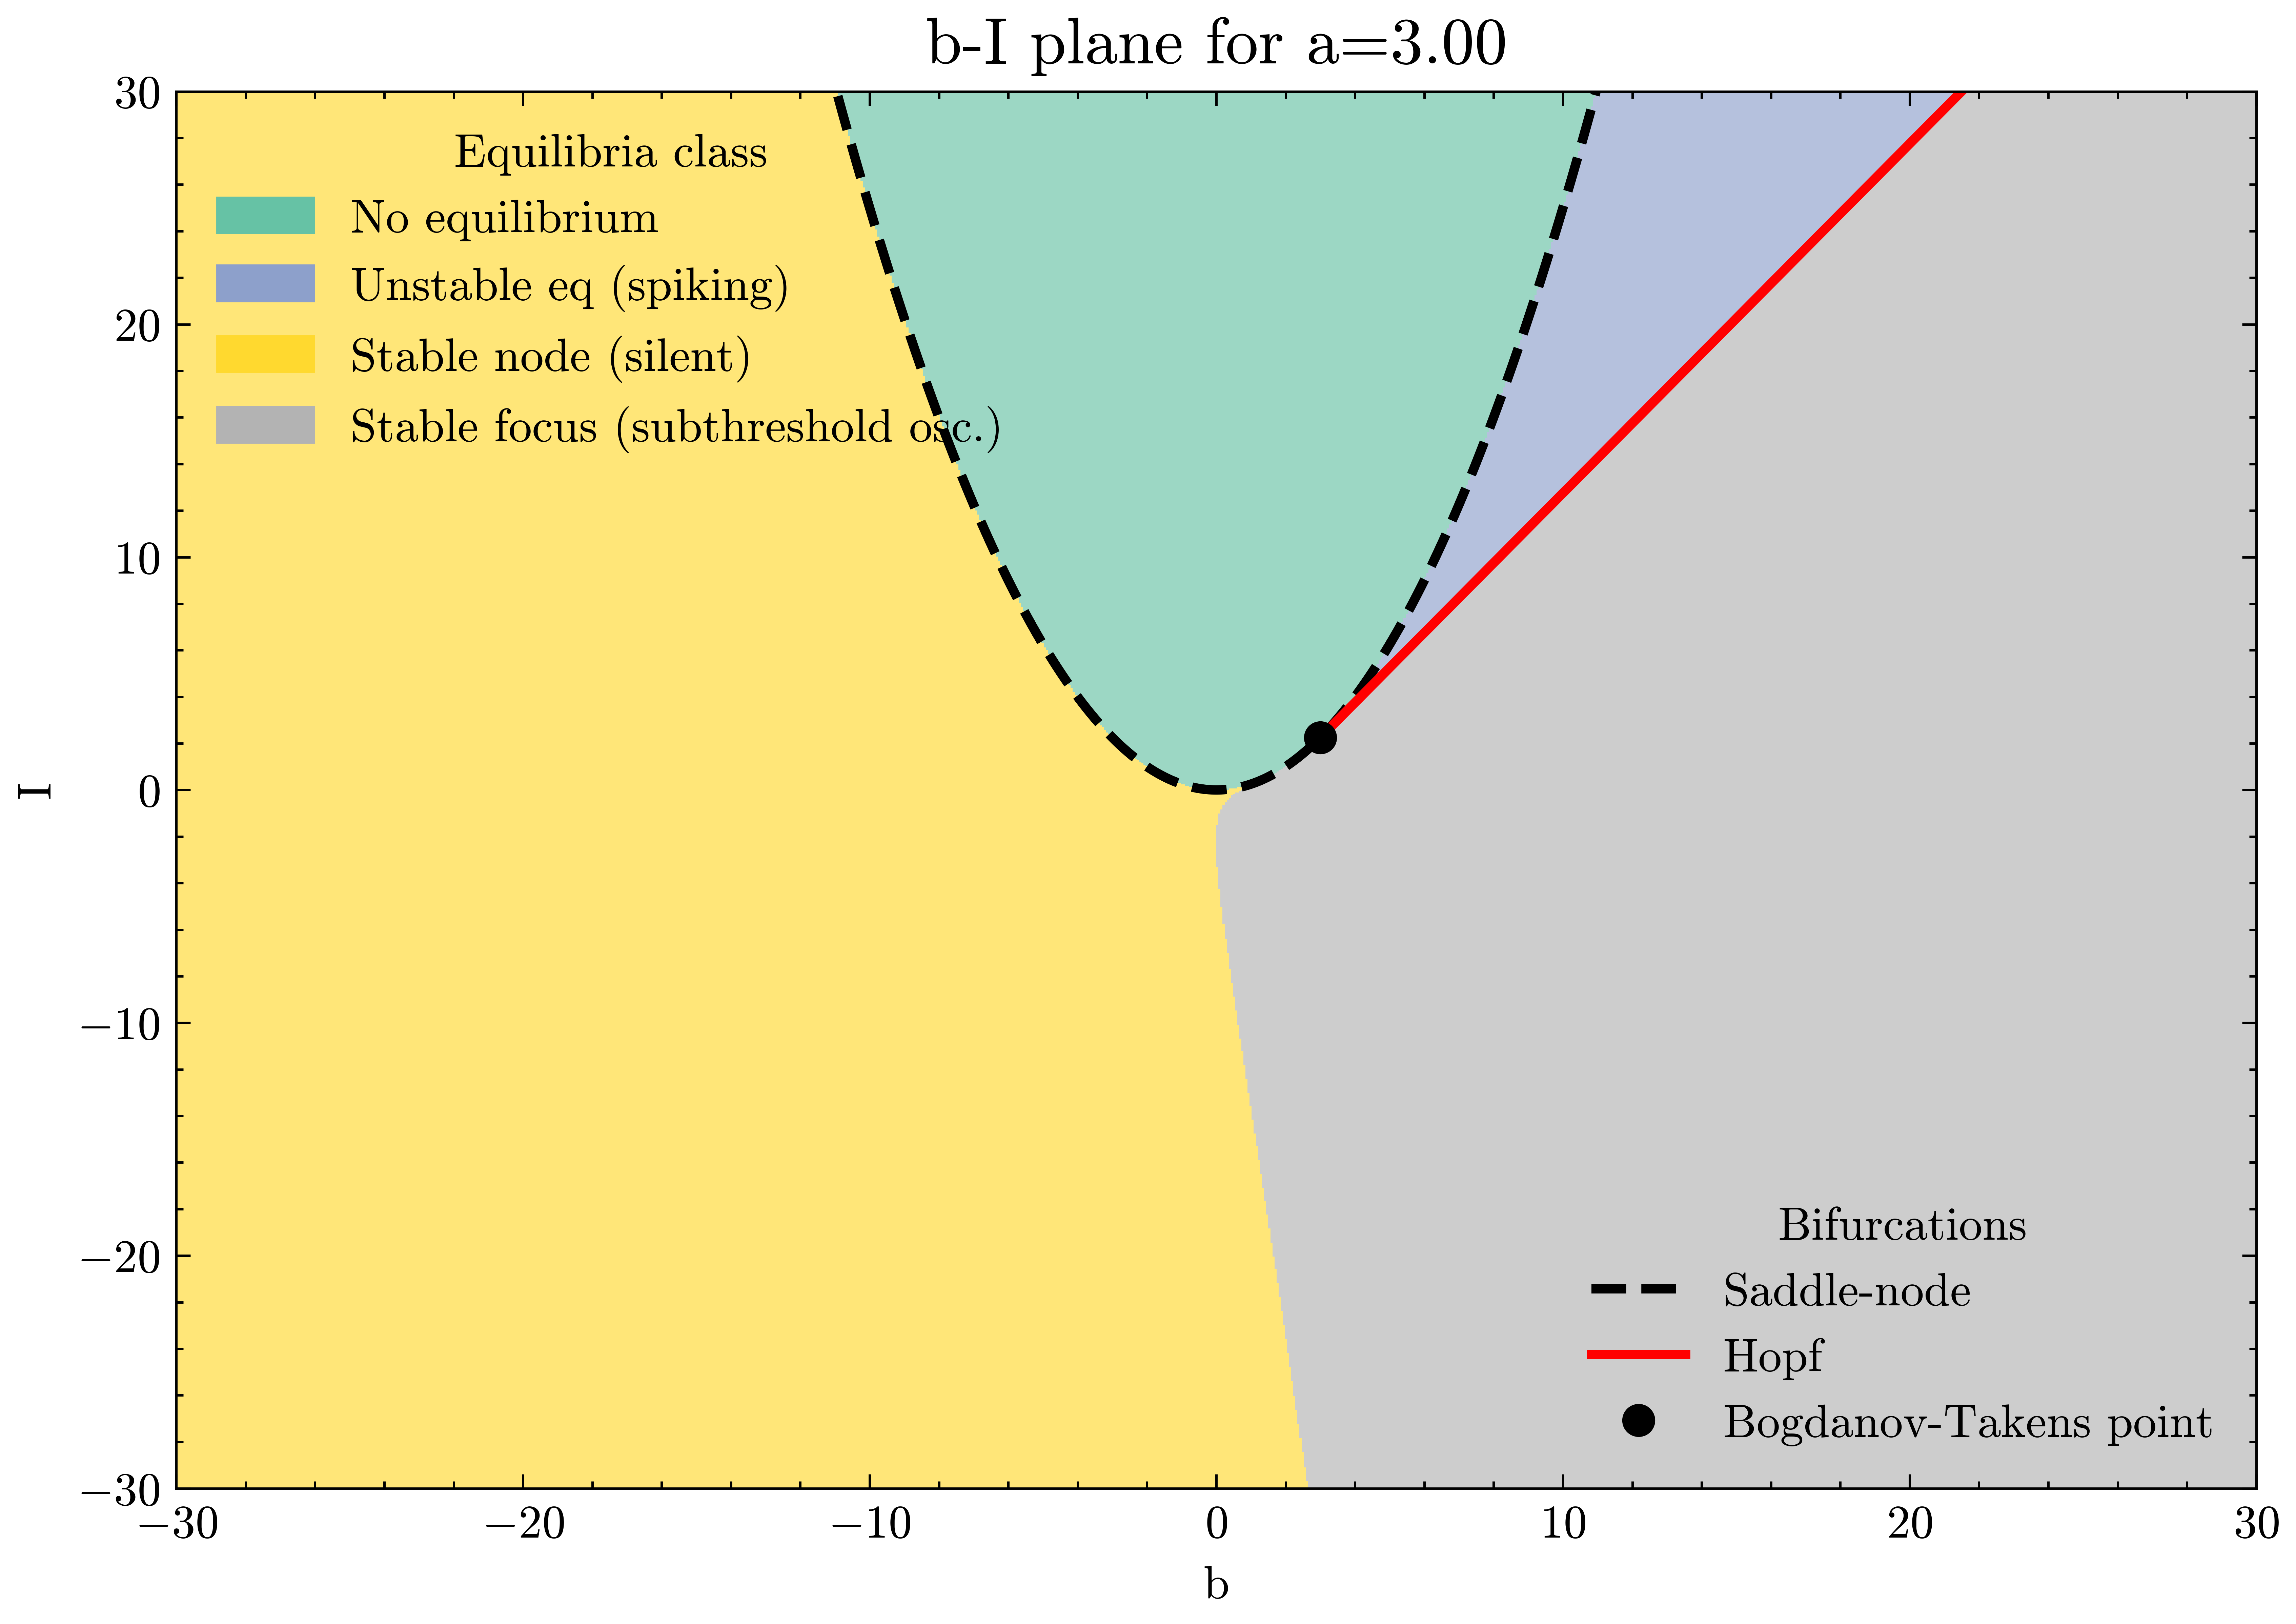 b-I plane for a=3.00
Equilibria class
No equilibrium
Unstable eq (spiking)
Stable node (silent)
Stable focus (subthreshold osc.)
30
20
10
0
−10
−20
−30
I
Bifurcations
Saddle-node
Hopf
Bogdanov-Takens point
−30
−20
−10
0
10
20
30
b